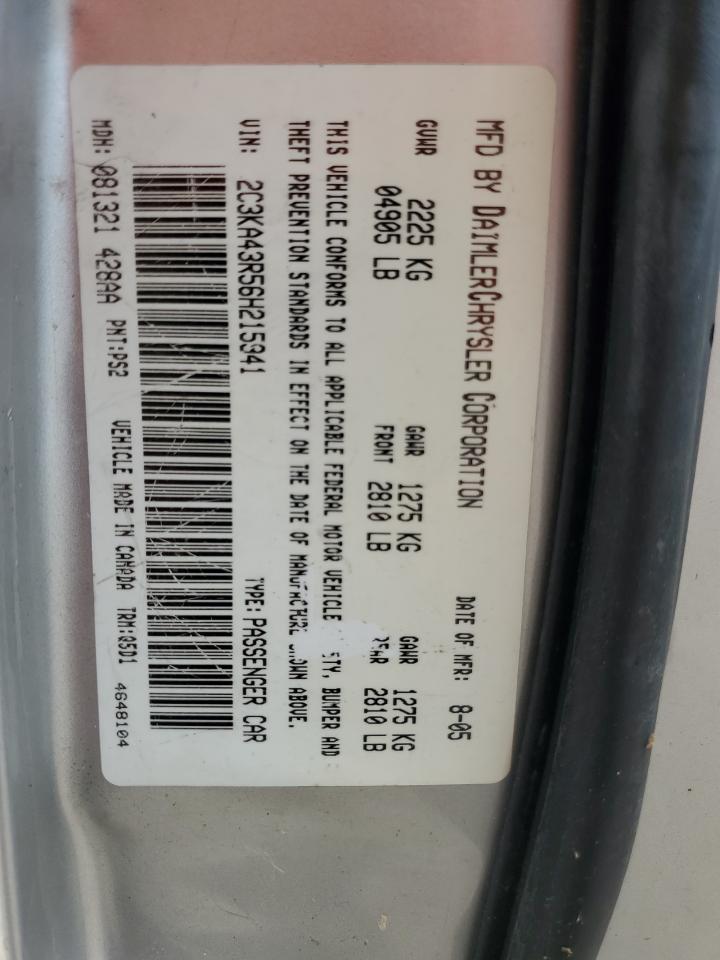 MFD BY DAIMLERCHRYSLER CORPORATION
DATE OF MFR: 8-05
GVWR 2225 KG
04905 LB
GAWR 1275 KG
FRONT 2810 LB
GAWR 1275 KG
2810 LB
THIS VEHICLE CONFORMS TO ALL APPLICABLE FEDERAL MOTOR VEHICLE BUMPER AND
THEFT PREVENTION STANDARDS IN EFFECT ON THE DATE OF ABOVE.
VIN: 2C3KA43R56H215341
TYPE: PASSENGER CAR
MDH: 081321 428AA PNT:PS2 VEHICLE MADE IN CANADA TRM:Q5D1
4648104